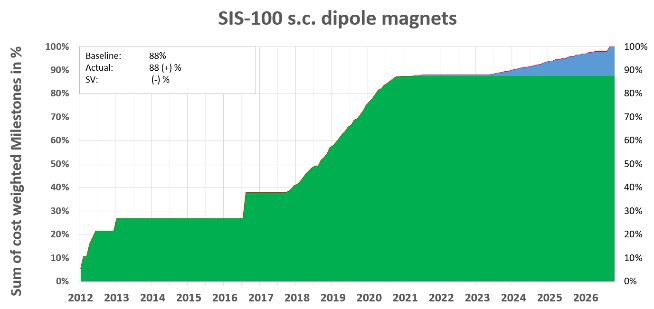 SIS-100 s.c. dipole magnets
Sum of cost weighted Milestones in %
Baseline: 88%
Actual: 88 (+) %
SV: (-) %
100% 100%
90% 90%
80% 80%
70% 70%
60% 60%
50% 50%
40% 40%
30% 30%
20% 20%
10% 10%
0% 0%
2012 2013 2014 2015 2016 2017 2018 2019 2020 2021 2022 2023 2024 2025 2026